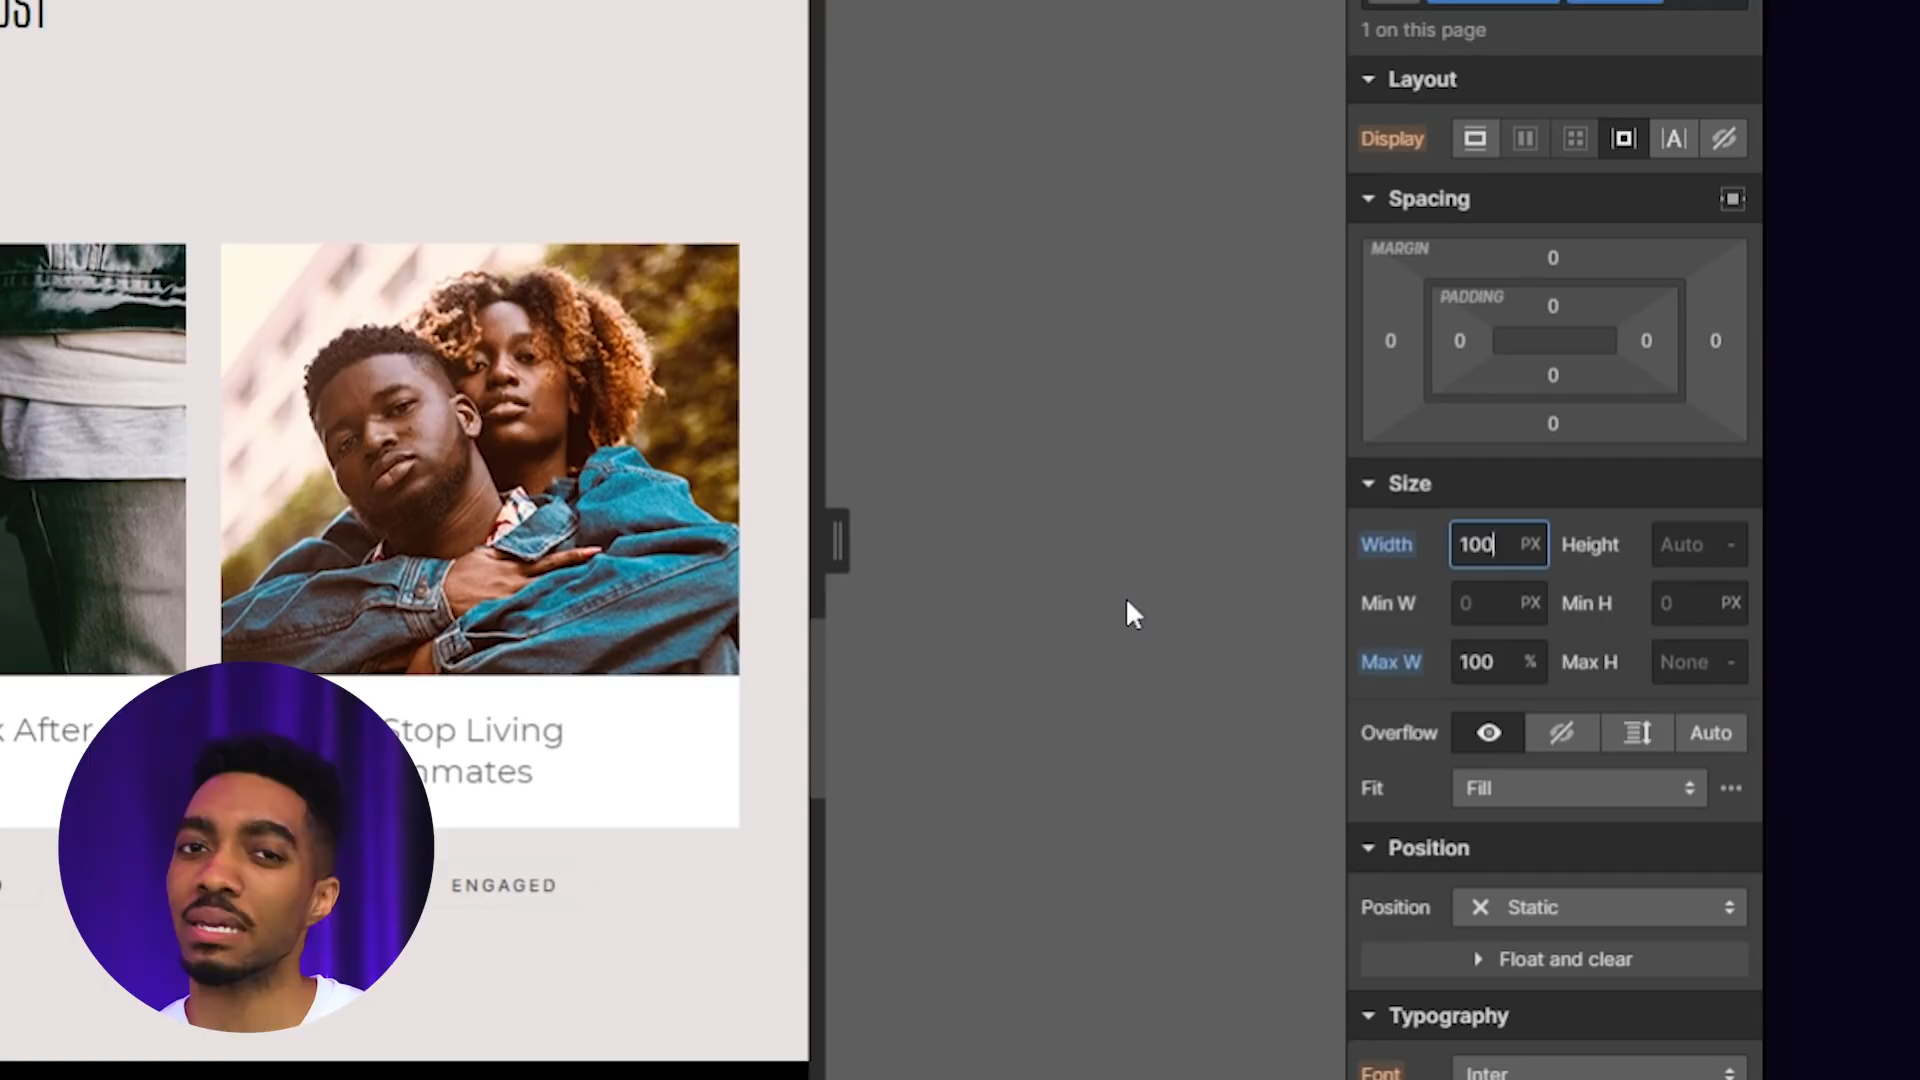 1 on this page
Layout
Display
Spacing
MARGIN
0
PADDING
0
0
0
0
0
0
0
Size
Width 100 PX Height Auto -
Min W 0 PX Min H 0 PX
Max W 100 % Max H None -
Overflow Auto
Fit Fill
Position
Position Static
Float and clear
Typography
Font Inter
After
Stop Living
ENGAGED